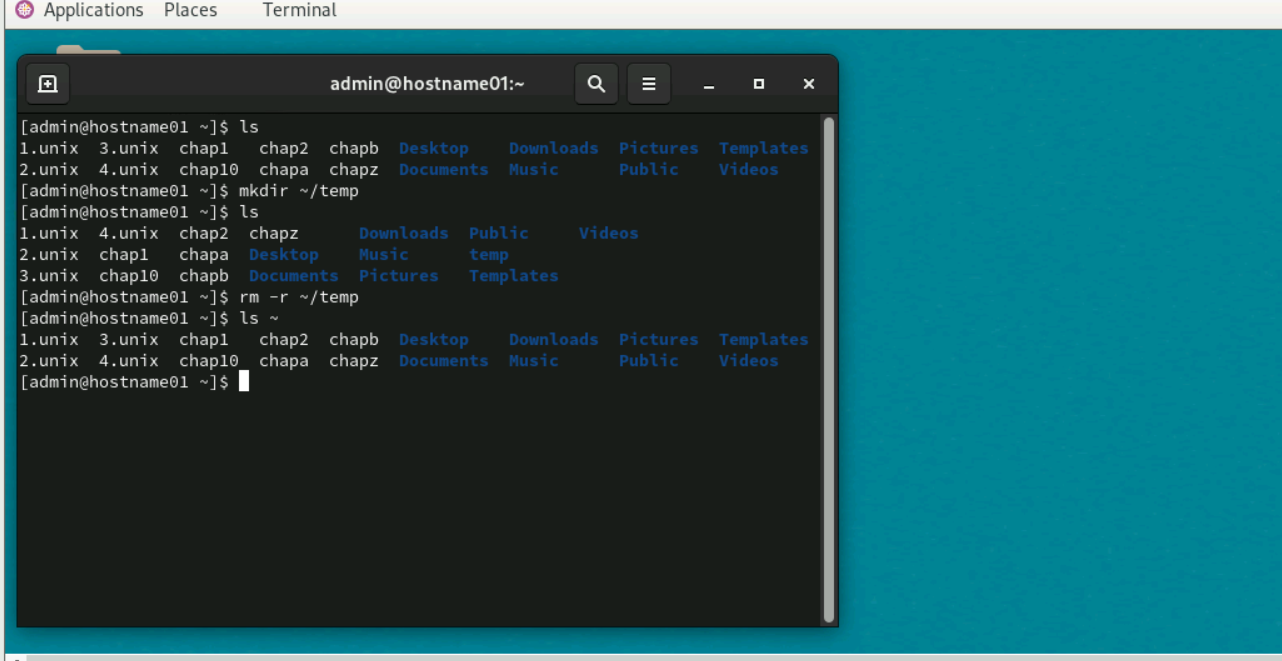 Applications Places Terminal
admin@hostname01:~
[admin@hostname01 ~]$ ls
1.unix 3.unix chap1 chap2 chapb Desktop Downloads Pictures Templates
2.unix 4.unix chap10 chapa chapz Documents Music Public Videos
[admin@hostname01 ~]$ mkdir ~/temp
[admin@hostname01 ~]$ ls
1.unix 4.unix chap2 chapz Downloads Public Videos
2.unix chap1 chapa Desktop Music temp
3.unix chap10 chapb Documents Pictures Templates
[admin@hostname01 ~]$ rm -r ~/temp
[admin@hostname01 ~]$ ls ~
1.unix 3.unix chap1 chap2 chapb Desktop Downloads Pictures Templates
2.unix 4.unix chap10 chapa chapz Documents Music Public Videos
[admin@hostname01 ~]$